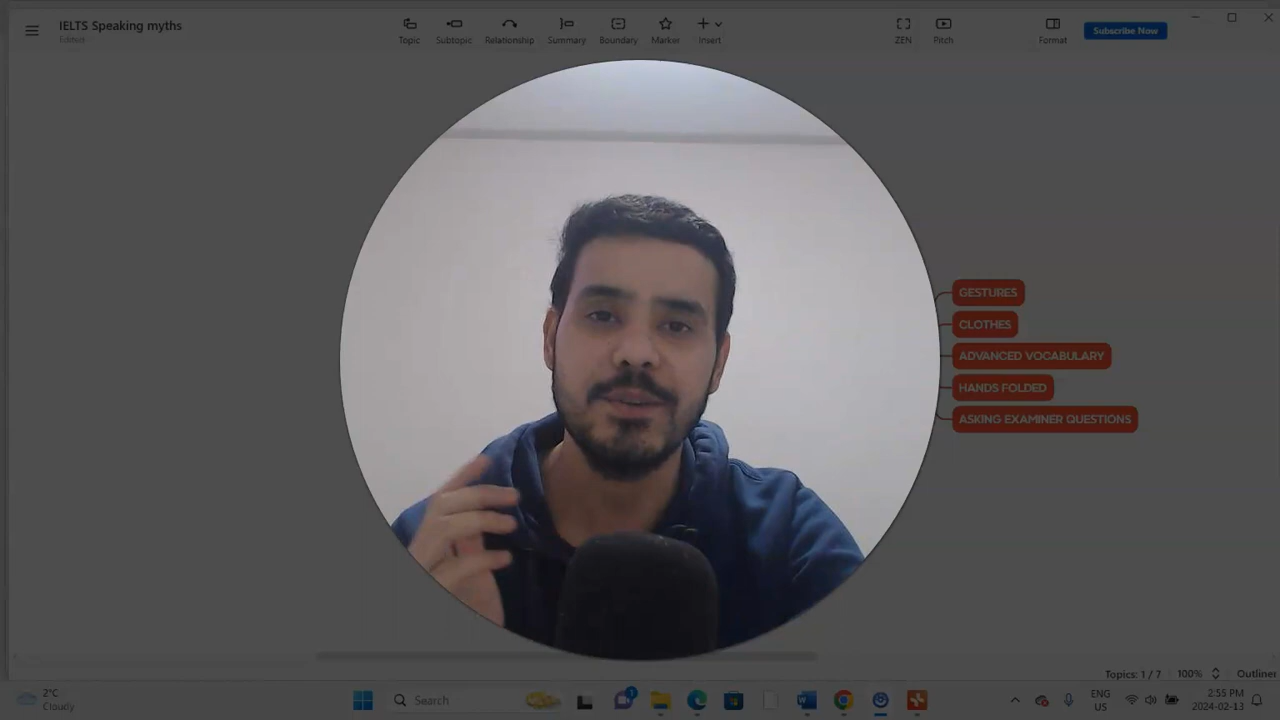 IELTS Speaking myths
Edited
Topic
Subtopic
Relationship
Summary
Boundary
Marker
Insert
ZEN
Pitch
Format
Subscribe Now
GESTURES
CLOTHES
ADVANCED VOCABULARY
HANDS FOLDED
ASKING EXAMINER QUESTIONS
Topics: 1 / 7
100%
Outliner
2°C
Cloudy
Search
1
ENG
US
2:55 PM
2024-02-13